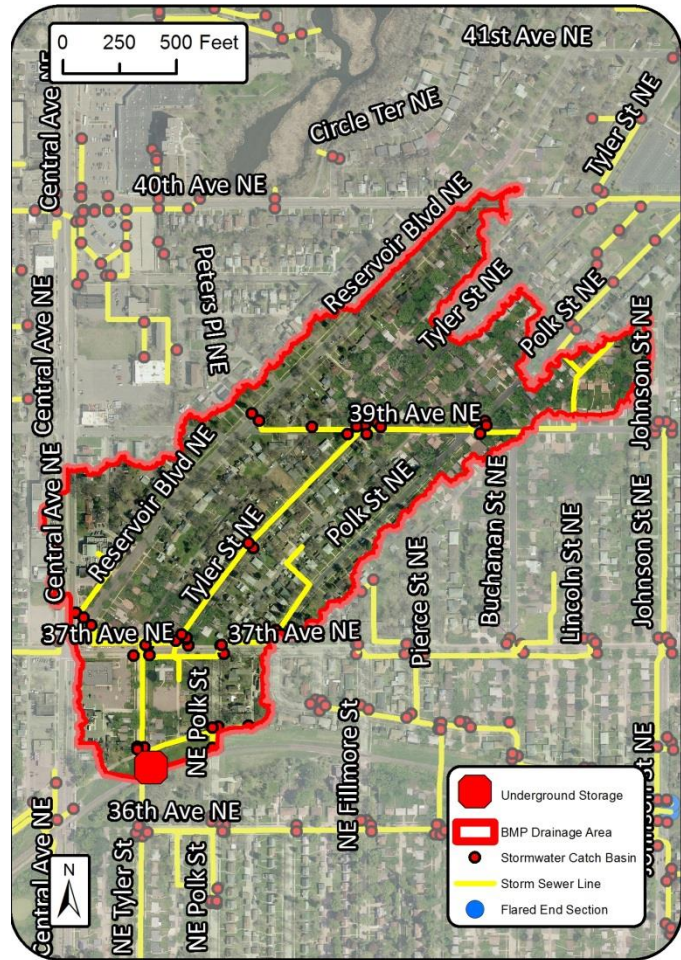 0 250 500 Feet
41st Ave NE
Central Ave NE
Circle Ter NE
Tyler St NE
40th Ave NE
Reservoir Blvd NE
Peters Pl NE
Tyler St NE
Polk St NE
Johnson St NE
Central Ave NE
39th Ave NE
Johnson St NE
Reservoir Blvd NE
Central Ave NE
Tyler St NE
Polk St NE
Buchanan St NE
Lincoln St NE
Johnson St NE
Pierce St NE
37th Ave NE
37th Ave NE
NE Polk St
NE Fillmore St
Johnson St NE
36th Ave NE
Central Ave NE
NE Tyler St
NE Polk St
N
Underground Storage
BMP Drainage Area
Stormwater Catch Basin
Storm Sewer Line
Flared End Section